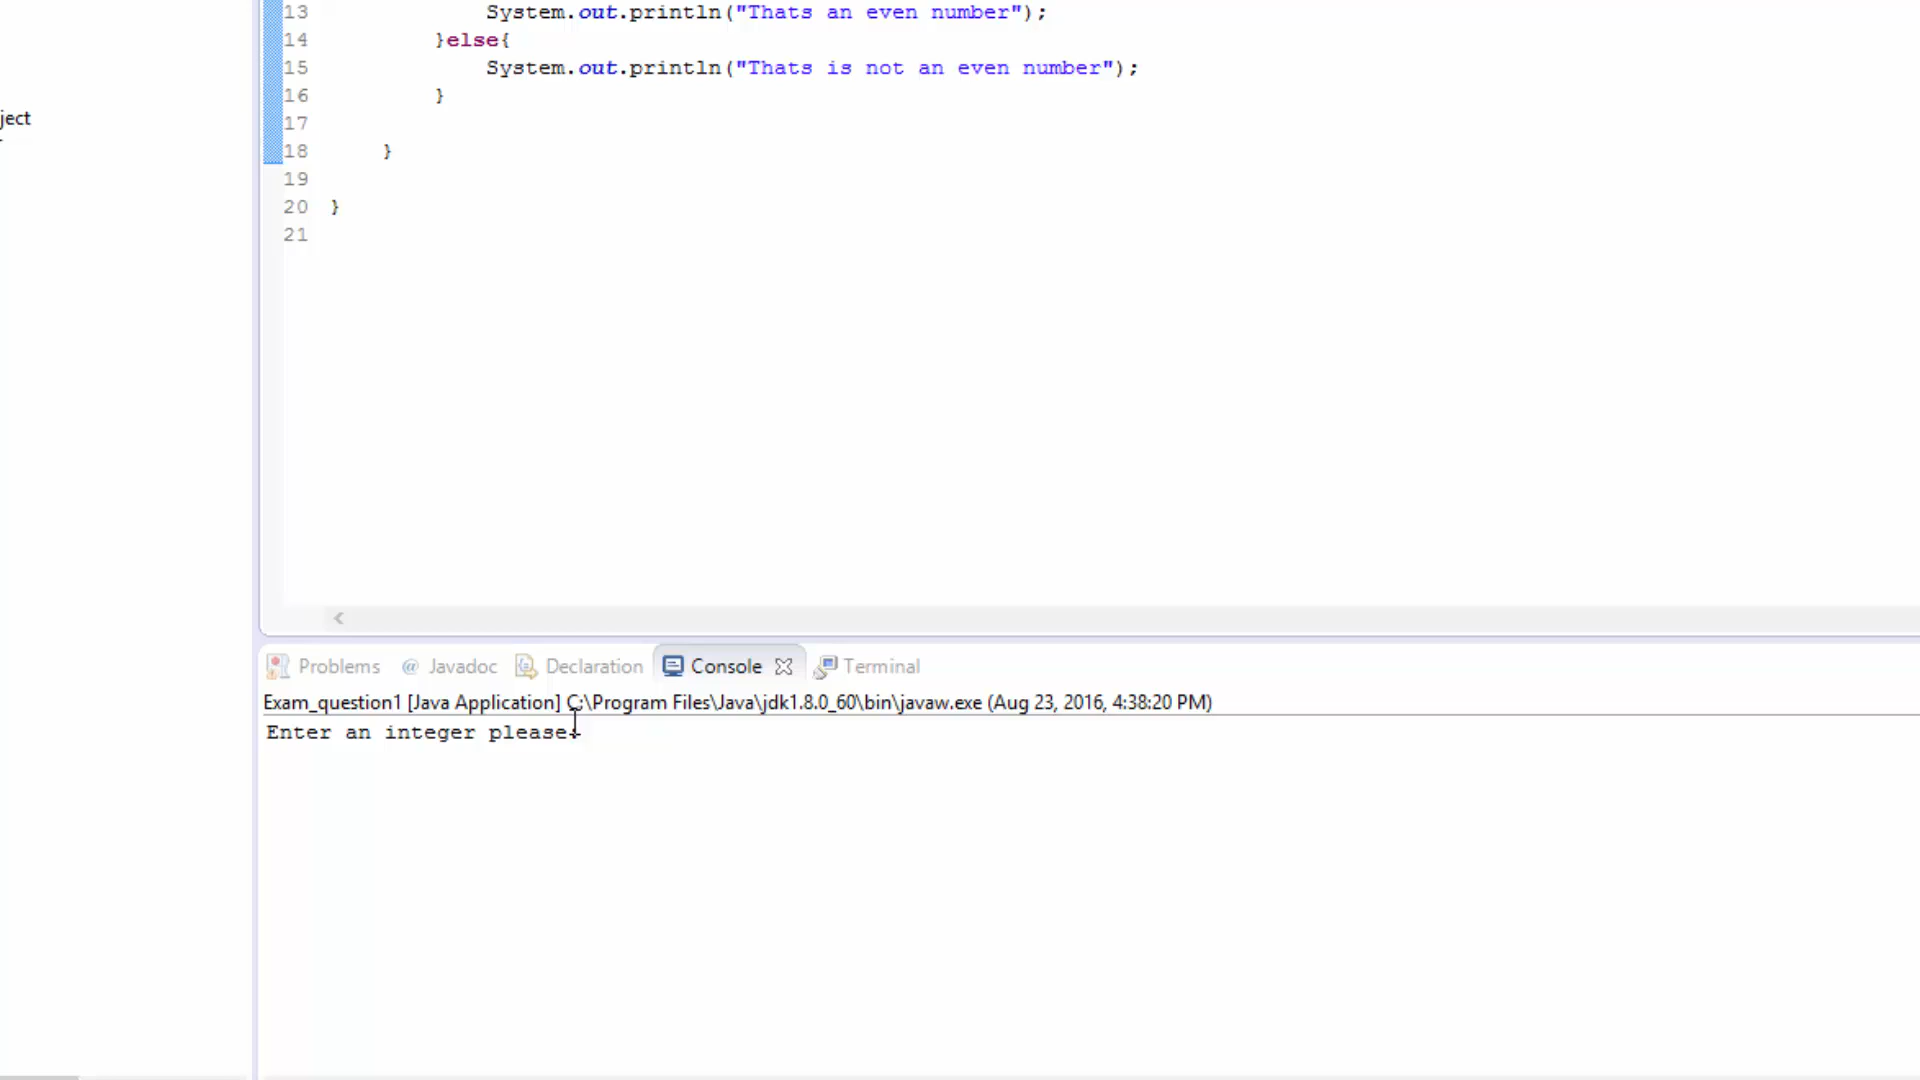 13 System.out.println("Thats an even number");
14 }else{
15 System.out.println("Thats is not an even number");
16 }
ject
17
18 }
19
20 }
21
<
Problems @ Javadoc Declaration Console Terminal
Exam_question1 [Java Application] C:\Program Files\Java\jdk1.8.0_60\bin\javaw.exe (Aug 23, 2016, 4:38:20 PM)
Enter an integer please